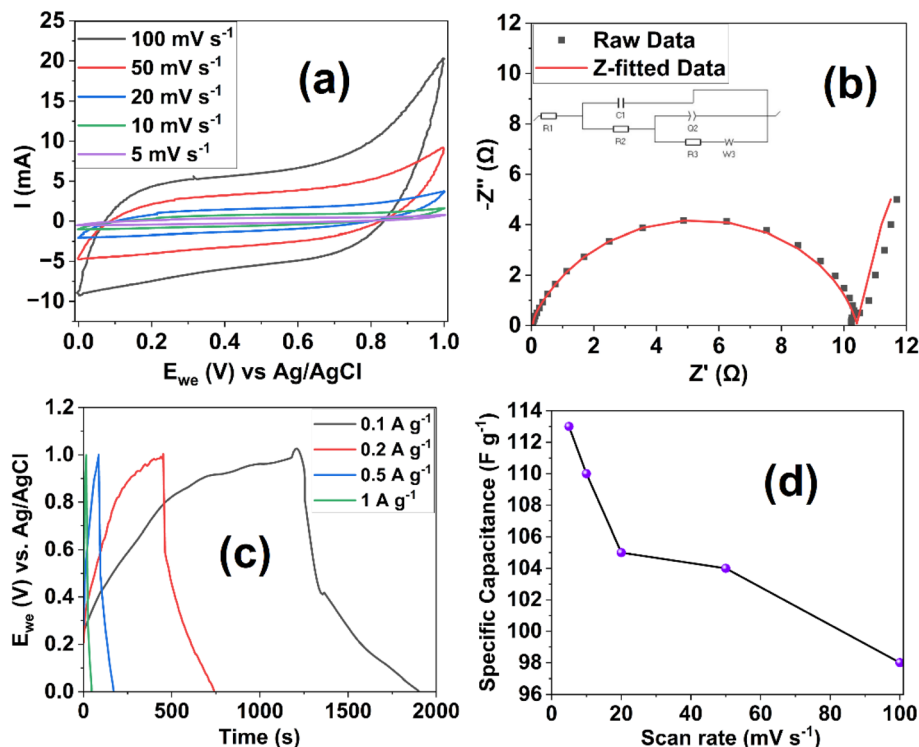 100 mV s⁻¹
50 mV s⁻¹
20 mV s⁻¹
10 mV s⁻¹
5 mV s⁻¹
(a)
25
20
15
10
5
0
−5
−10
I (mA)
0.0 0.2 0.4 0.6 0.8 1.0
E_we (V) vs Ag/AgCl
Raw Data
Z-fitted Data
(b)
R1
C1
R2
Q2
R3
W3
12
10
8
6
4
2
0
-Z'' (Ω)
0 2 4 6 8 10 12
Z' (Ω)
0.1 A g⁻¹
0.2 A g⁻¹
0.5 A g⁻¹
1 A g⁻¹
(c)
1.2
1.0
0.8
0.6
0.4
0.2
0.0
E_we (V) vs. Ag/AgCl
0 500 1000 1500 2000
Time (s)
(d)
114
112
110
108
106
104
102
100
98
96
Specific Capacitance (F g⁻¹)
0 20 40 60 80 100
Scan rate (mV s⁻¹)